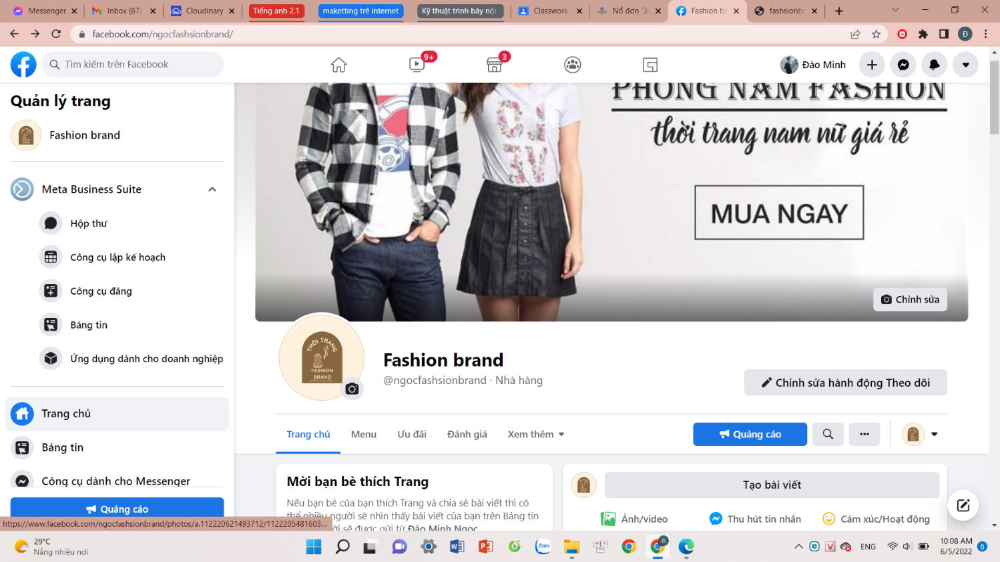 Messenger
Inbox (67)
Cloudinary
Tiếng anh 2.1
maketting trê internet
Kỹ thuật trình bày nội
Classwork
Nổ đơn "ầ
Fashion br
fashsionbr
facebook.com/ngocfashsionbrand/
Đ
Tìm kiếm trên Facebook
9+
3
Đào Minh
Quản lý trang
Fashion brand
Meta Business Suite
Hộp thư
Công cụ lập kế hoạch
Công cụ đăng
Bảng tin
Ứng dụng dành cho doanh nghiệp
Trang chủ
Bảng tin
Công cụ dành cho Messenger
Quảng cáo
PHONG NAM FASHION
thời trang nam nữ giá rẻ
MUA NGAY
Chỉnh sửa
THỜI TRANG
FASHION
BRAND
Fashion brand
@ngocfashsionbrand · Nhà hàng
Chỉnh sửa hành động Theo dõi
Trang chủ
Menu
Ưu đãi
Đánh giá
Xem thêm
Quảng cáo
Mời bạn bè thích Trang
Nếu bạn bè của bạn thích Trang và chia sẻ bài viết thì có
thể nhiều người sẽ nhìn thấy bài viết của bạn trên Bảng tin
sẽ được gửi từ Đào Minh Ngọc
Tạo bài viết
Ảnh/video
Thu hút tin nhắn
Cảm xúc/Hoạt động
https://www.facebook.com/ngocfashsionbrand/photos/a.112220621493712/1122205481603...
29°C
Nắng nhiều nơi
Zalo
Đ
ENG
10:08 AM
6/5/2022
8